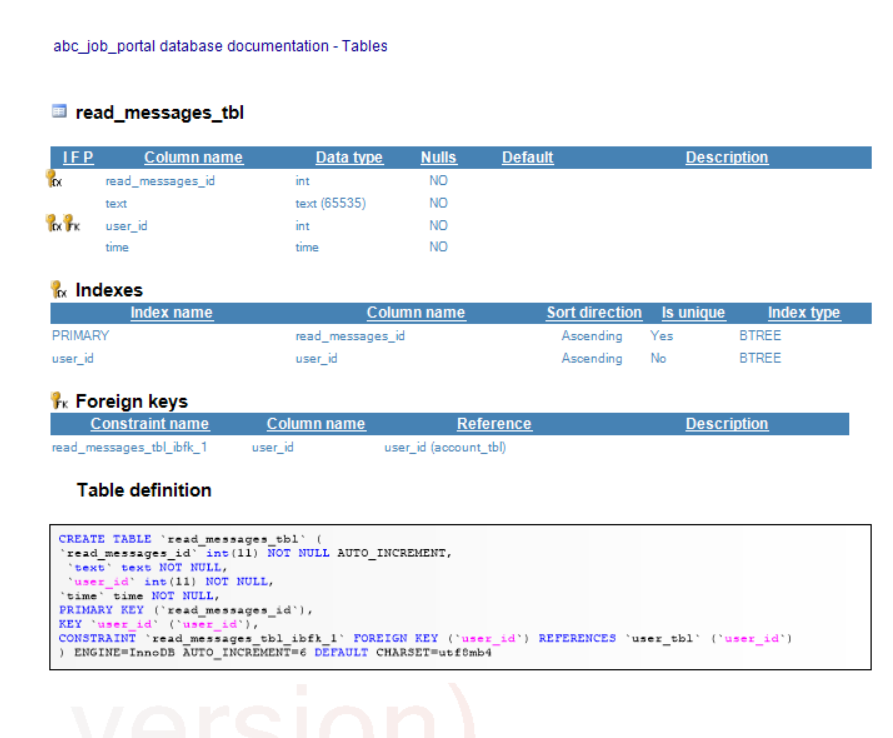 abc_job_portal database documentation - Tables
read_messages_tbl
I F P Column name Data type Nulls Default Description
IX read_messages_id int NO
text text (65535) NO
IX FK user_id int NO
time time NO
IX Indexes
Index name Column name Sort direction Is unique Index type
PRIMARY read_messages_id Ascending Yes BTREE
user_id user_id Ascending No BTREE
FK Foreign keys
Constraint name Column name Reference Description
read_messages_tbl_ibfk_1 user_id user_id (account_tbl)
Table definition
CREATE TABLE `read_messages_tbl` (
`read_messages_id` int(11) NOT NULL AUTO_INCREMENT,
`text` text NOT NULL,
`user_id` int(11) NOT NULL,
`time` time NOT NULL,
PRIMARY KEY (`read_messages_id`),
KEY `user_id` (`user_id`),
CONSTRAINT `read_messages_tbl_ibfk_1` FOREIGN KEY (`user_id`) REFERENCES `user_tbl` (`user_id`)
) ENGINE=InnoDB AUTO_INCREMENT=6 DEFAULT CHARSET=utf8mb4
version)